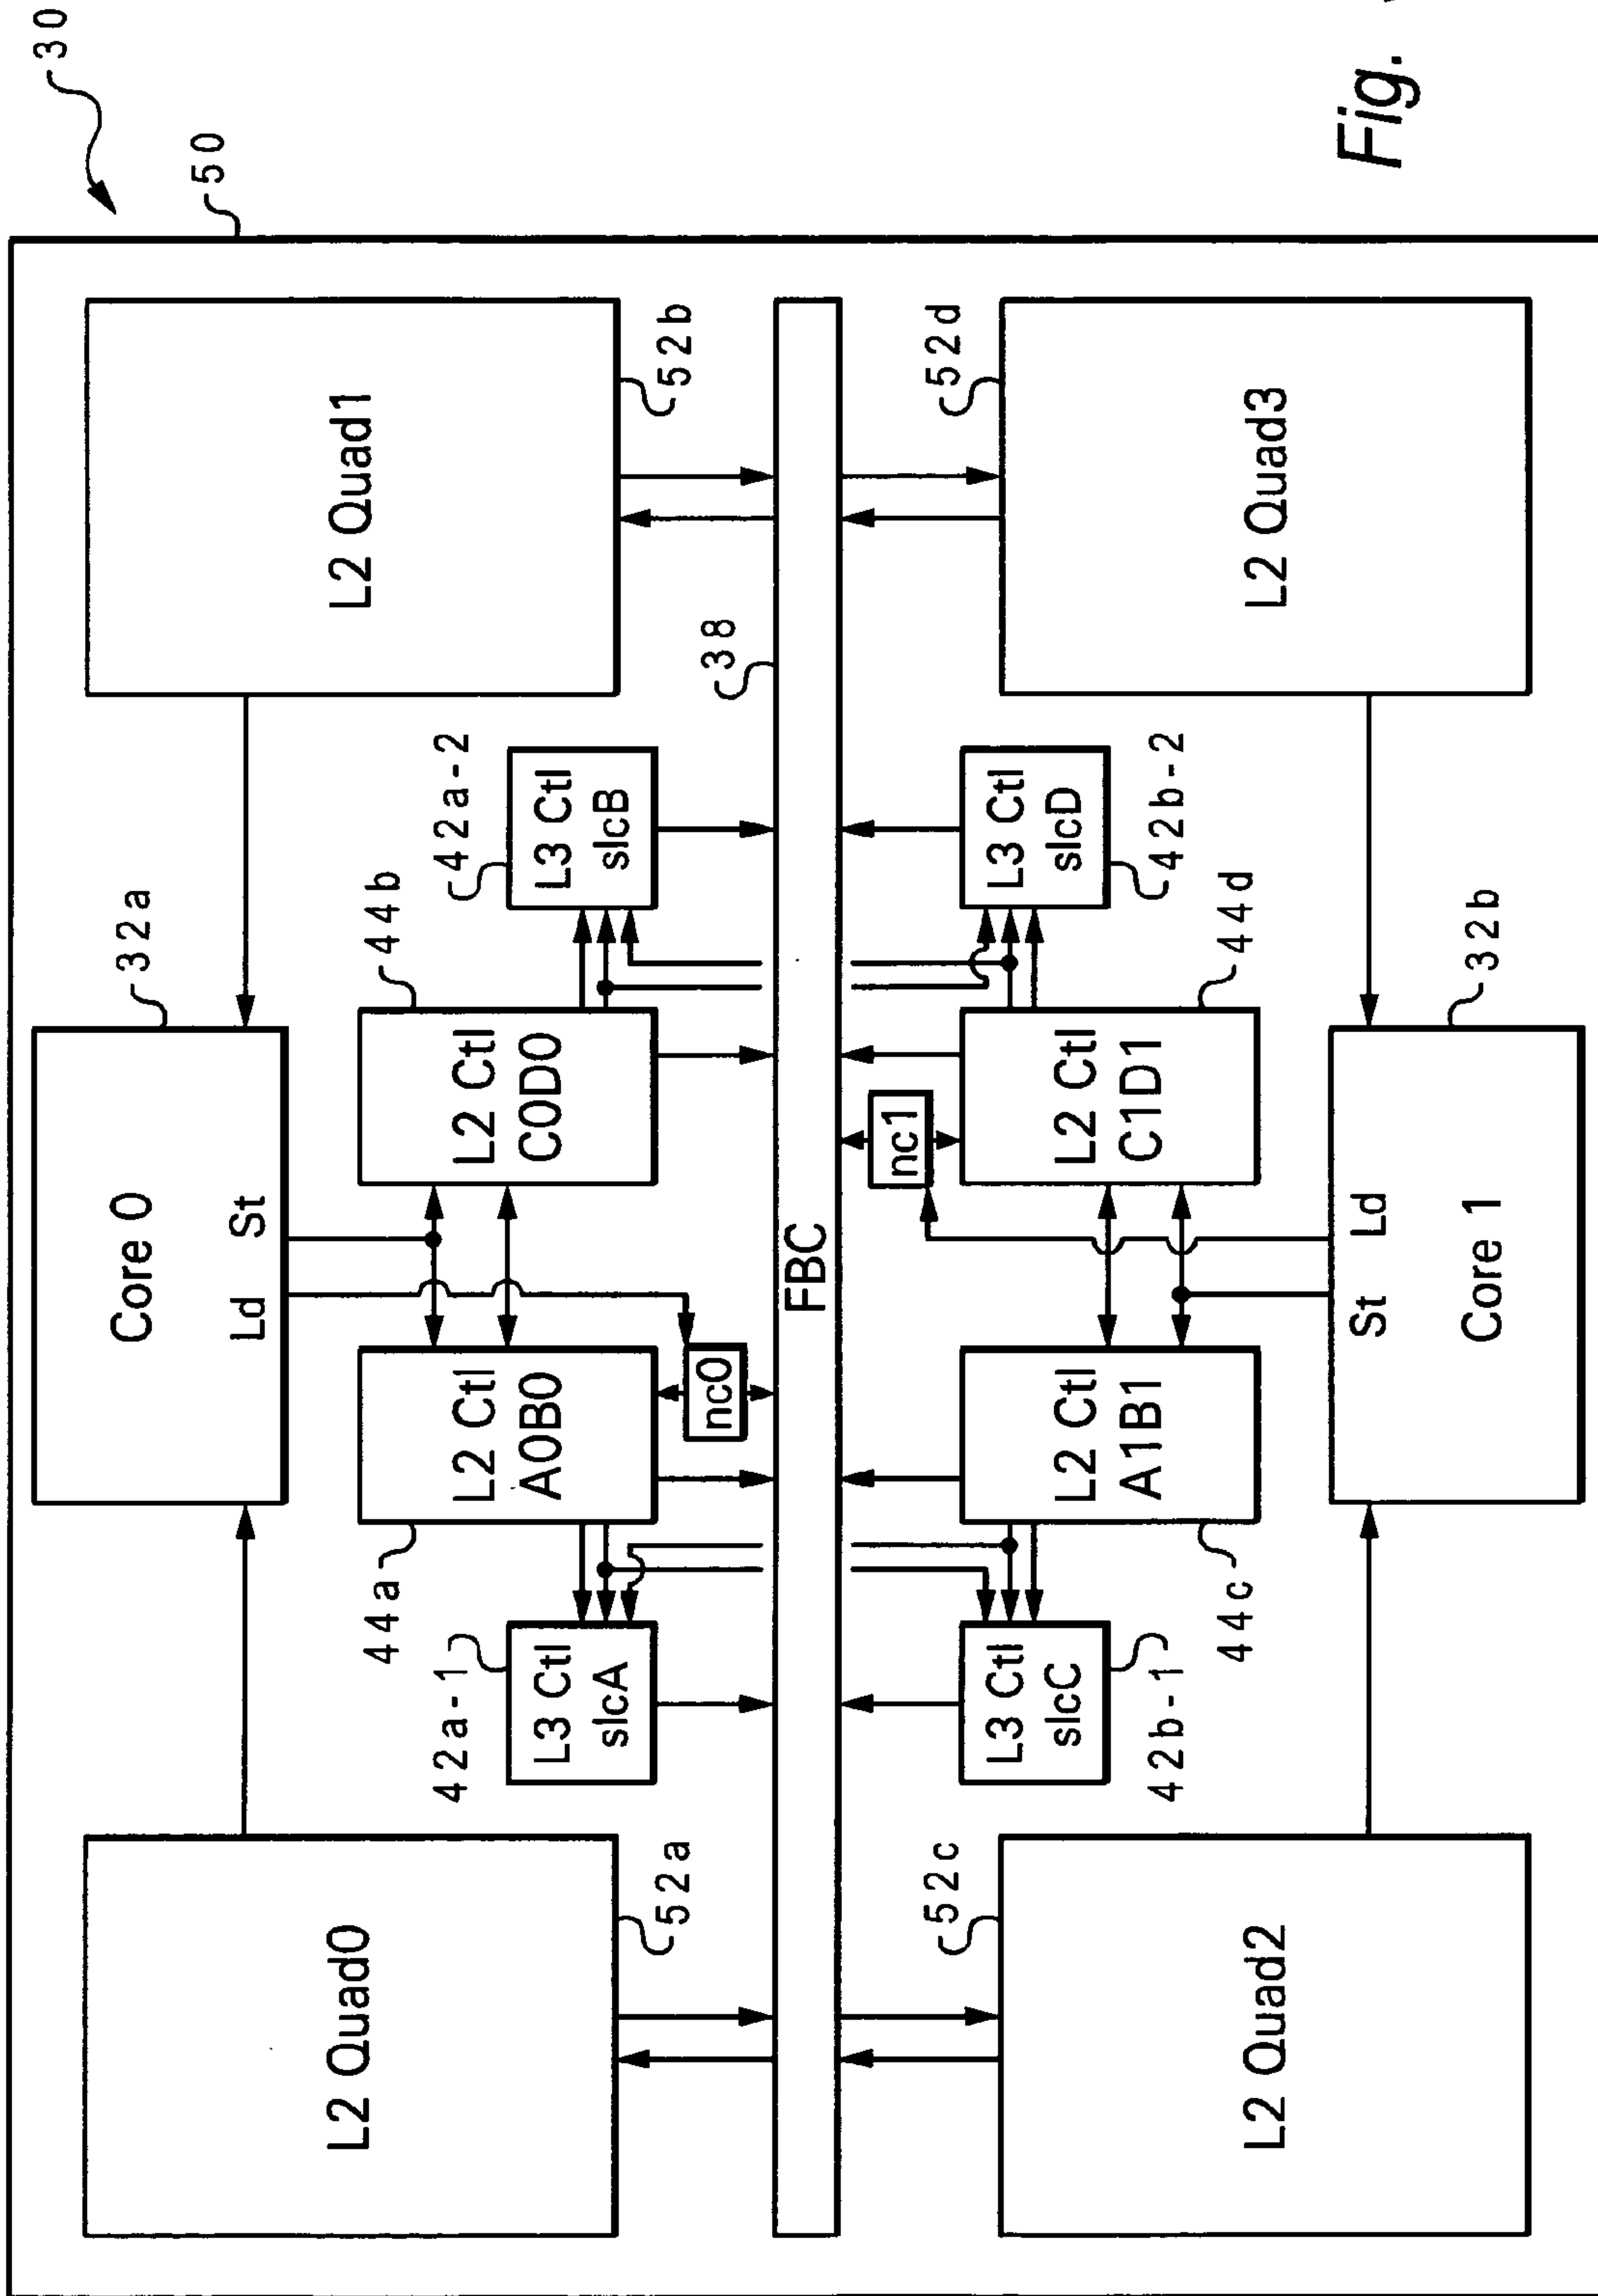 30
50
Core 0
Ld St
32a
L2 Quad0
52a
L2 Quad1
52b
L2 Ctl
A0B0
44a
L2 Ctl
C0D0
44b
L3 Ctl
slcA
42a-1
L3 Ctl
slcB
42a-2
nc0
38
FBC
nc1
L3 Ctl
slcC
42b-1
L3 Ctl
slcD
42b-2
L2 Ctl
A1B1
44c
L2 Ctl
C1D1
44d
52c
L2 Quad2
52d
L2 Quad3
St Ld
Core 1
32b
Fig.